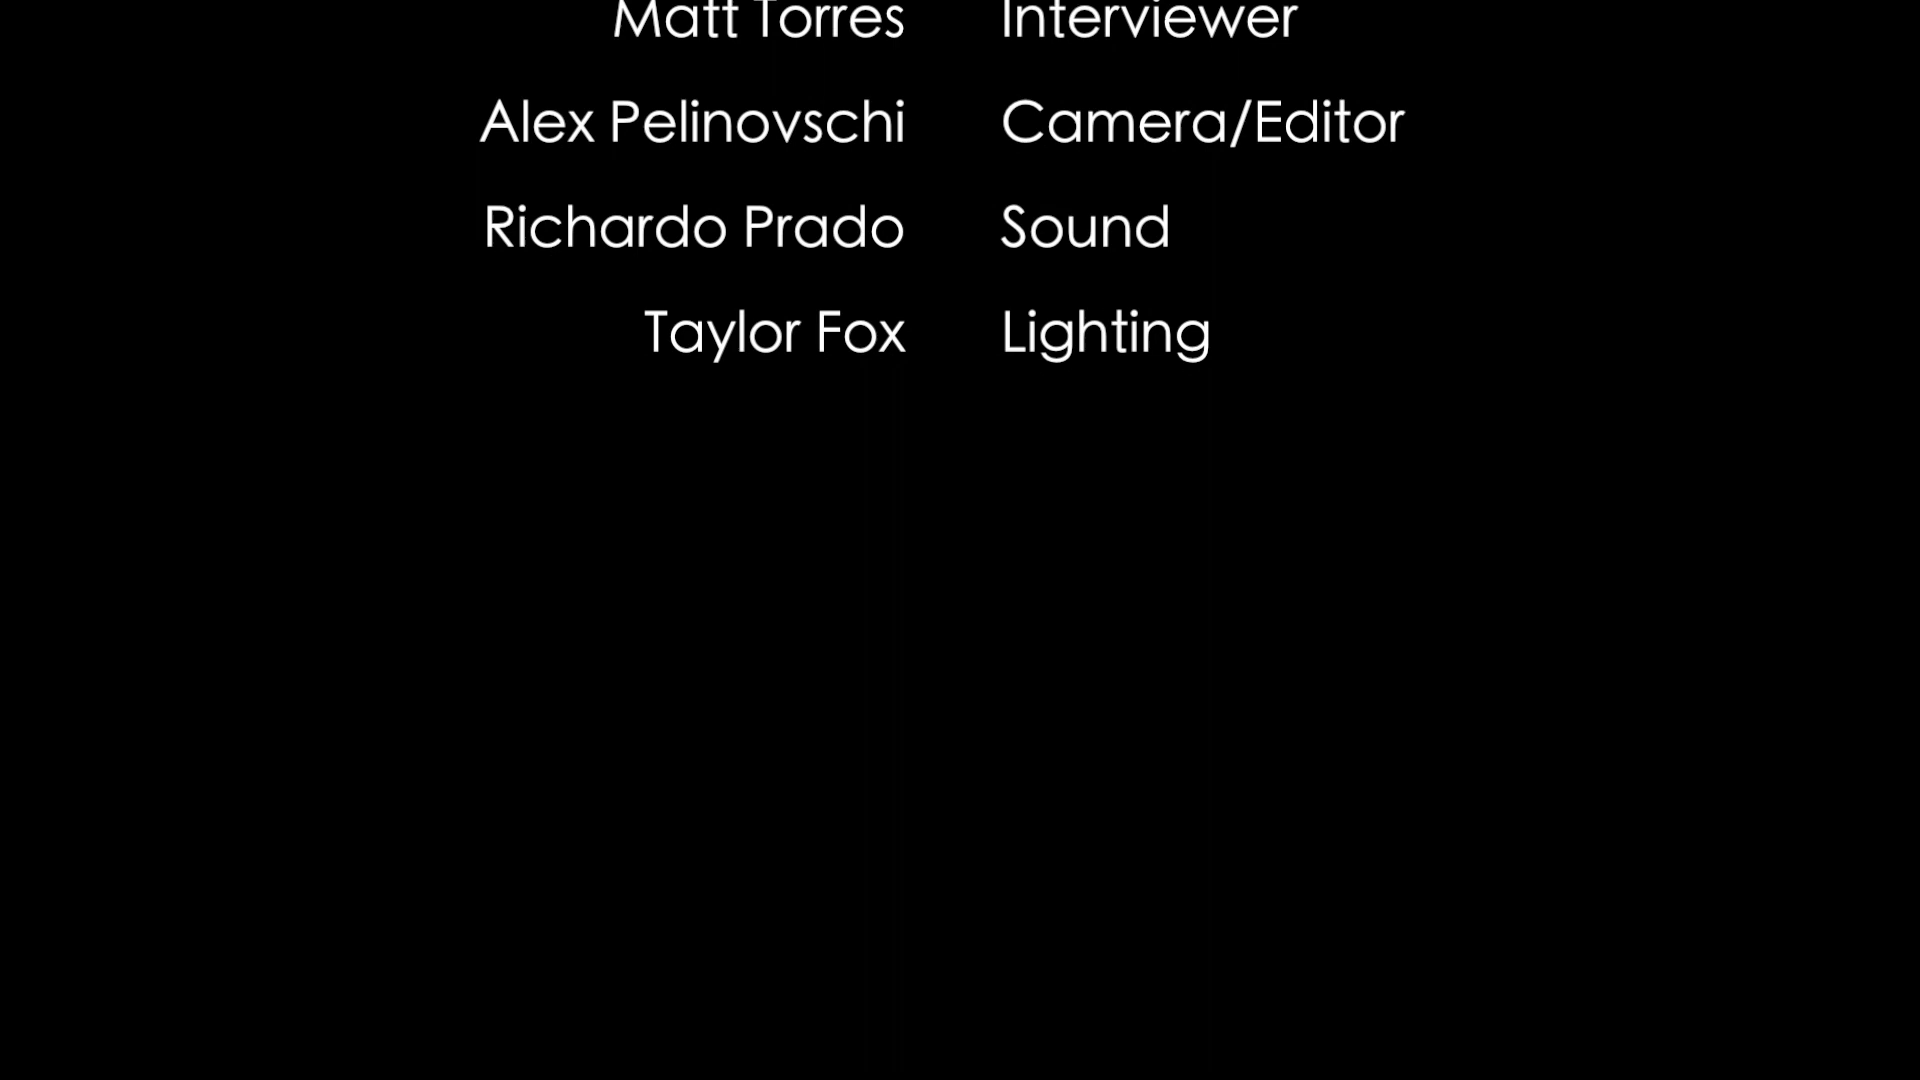 Matt Torres Interviewer
Alex Pelinovschi Camera/Editor
Richardo Prado Sound
Taylor Fox Lighting